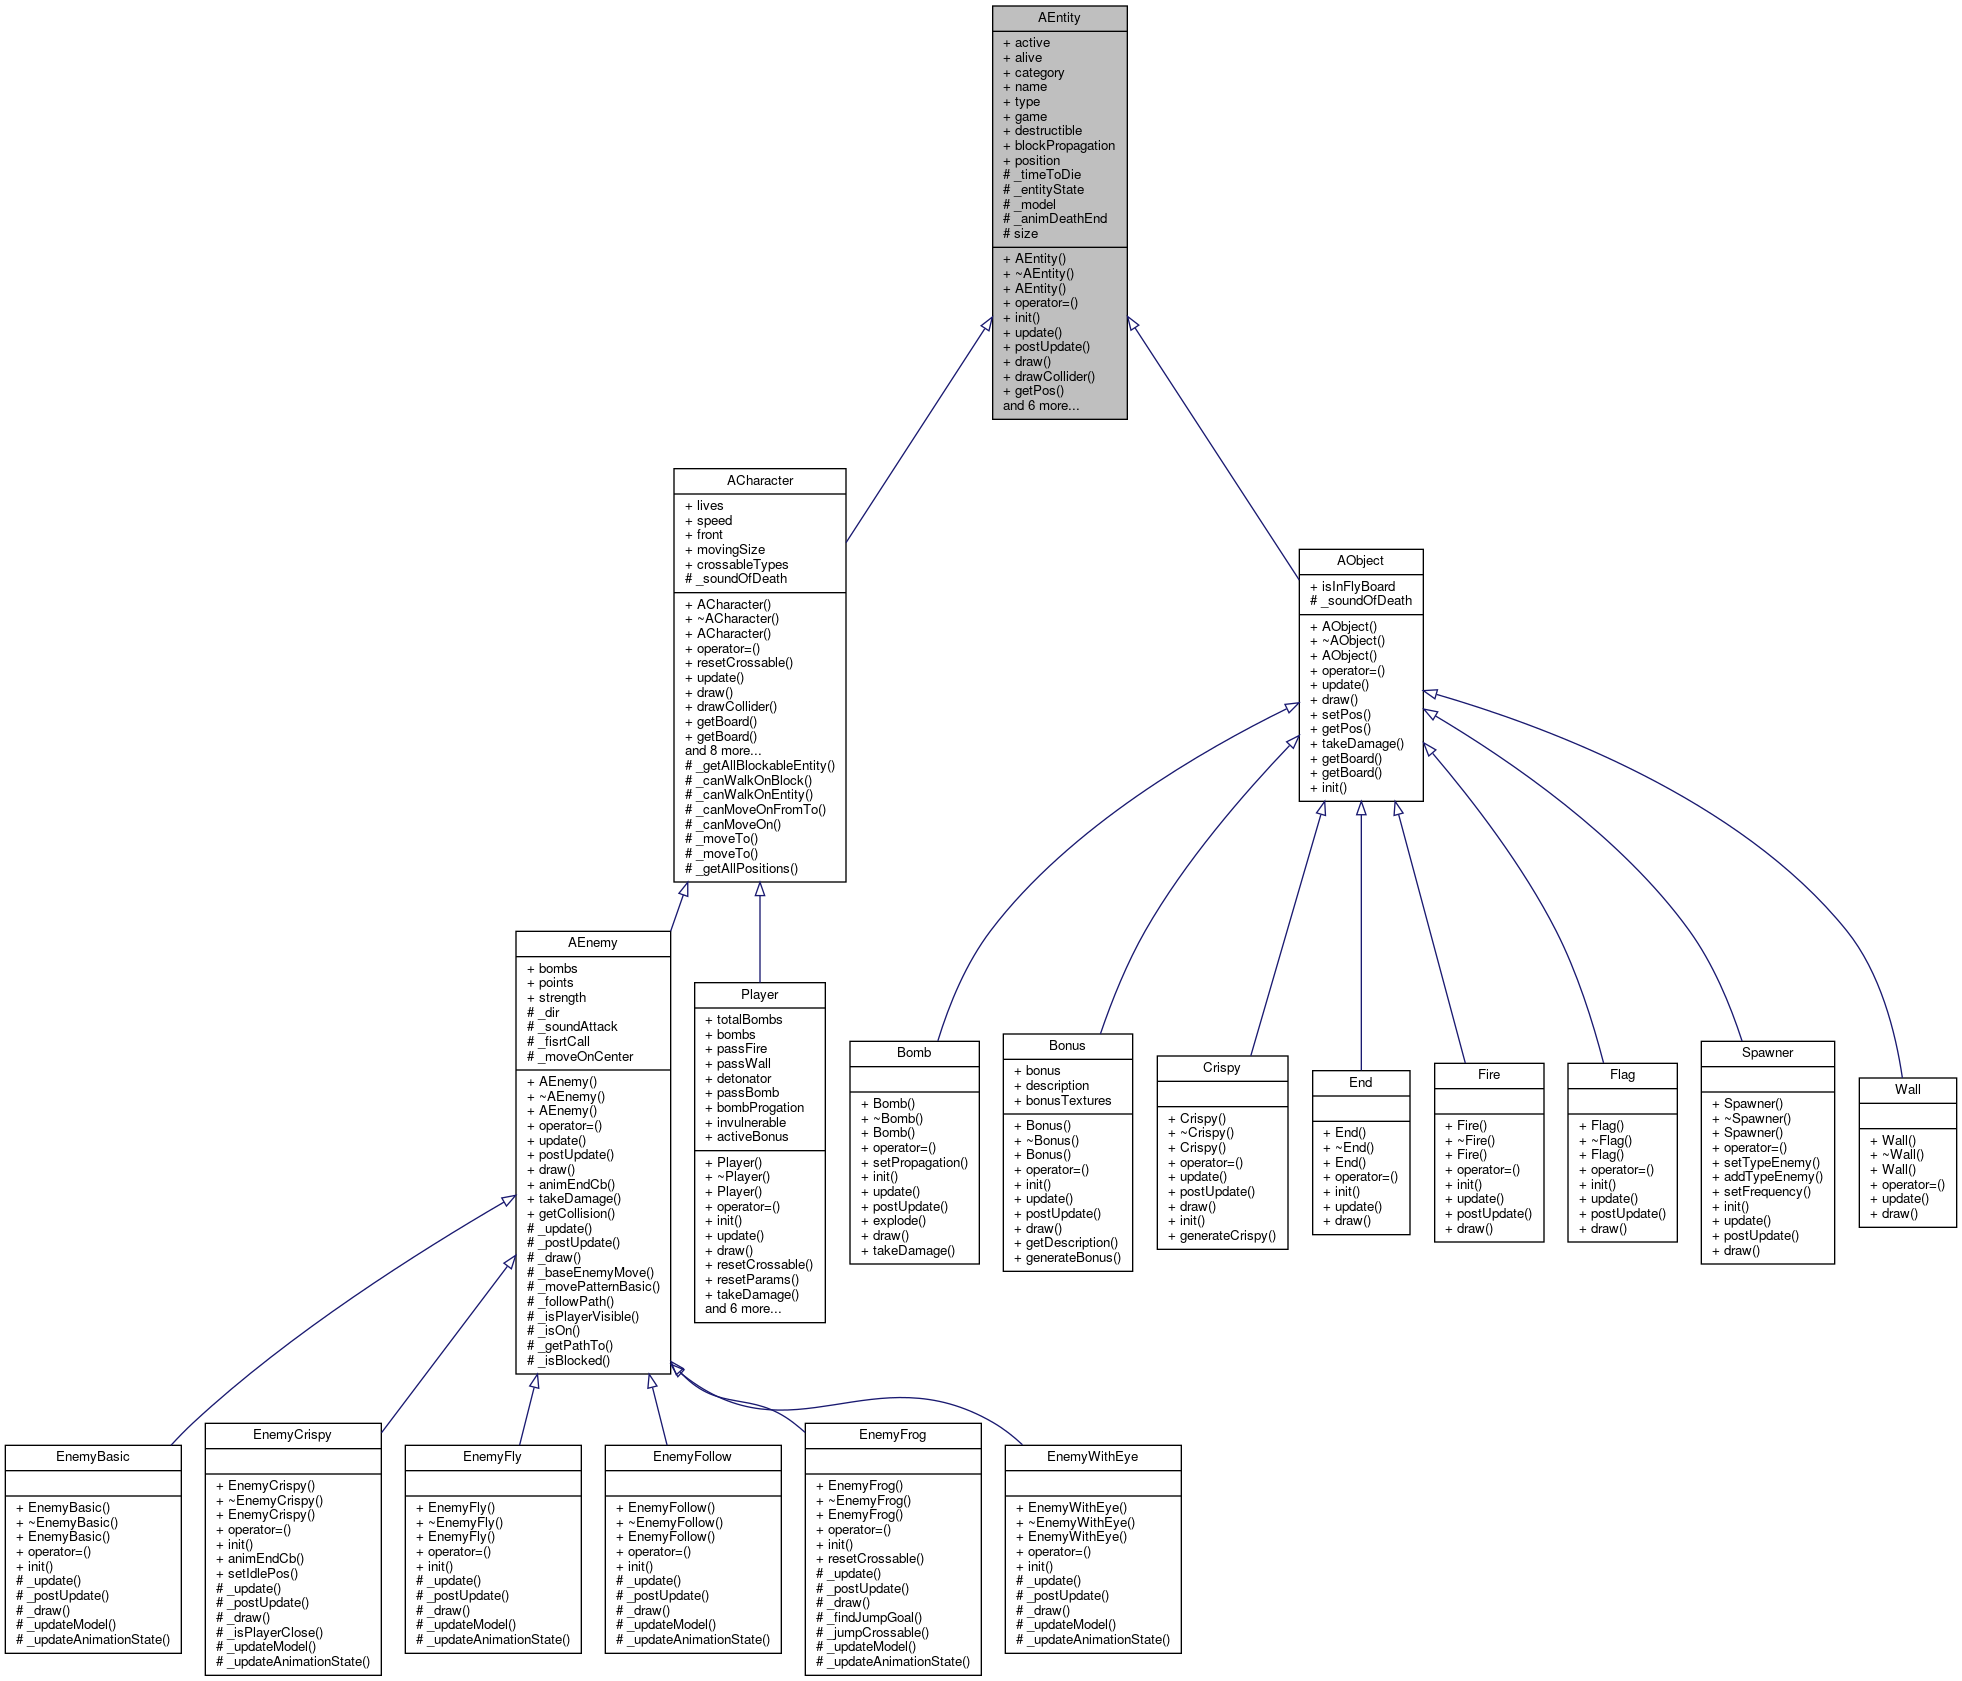 AEntity
+ active
+ alive
+ category
+ name
+ type
+ game
+ destructible
+ blockPropagation
+ position
# _timeToDie
# _entityState
# _model
# _animDeathEnd
# size
+ AEntity()
+ ~AEntity()
+ AEntity()
+ operator=()
+ init()
+ update()
+ postUpdate()
+ draw()
+ drawCollider()
+ getPos()
and 6 more...
ACharacter
+ lives
+ speed
+ front
+ movingSize
+ crossableTypes
# _soundOfDeath
+ ACharacter()
+ ~ACharacter()
+ ACharacter()
+ operator=()
+ resetCrossable()
+ update()
+ draw()
+ drawCollider()
+ getBoard()
+ getBoard()
and 8 more...
# _getAllBlockableEntity()
# _canWalkOnBlock()
# _canWalkOnEntity()
# _canMoveOnFromTo()
# _canMoveOn()
# _moveTo()
# _moveTo()
# _getAllPositions()
AObject
+ isInFlyBoard
# _soundOfDeath
+ AObject()
+ ~AObject()
+ AObject()
+ operator=()
+ update()
+ draw()
+ setPos()
+ getPos()
+ takeDamage()
+ getBoard()
+ getBoard()
+ init()
AEnemy
+ bombs
+ points
+ strength
# _dir
# _soundAttack
# _fisrtCall
# _moveOnCenter
+ AEnemy()
+ ~AEnemy()
+ AEnemy()
+ operator=()
+ update()
+ postUpdate()
+ draw()
+ animEndCb()
+ takeDamage()
+ getCollision()
# _update()
# _postUpdate()
# _draw()
# _baseEnemyMove()
# _movePatternBasic()
# _followPath()
# _isPlayerVisible()
# _isOn()
# _getPathTo()
# _isBlocked()
Player
+ totalBombs
+ bombs
+ passFire
+ passWall
+ detonator
+ passBomb
+ bombProgation
+ invulnerable
+ activeBonus
+ Player()
+ ~Player()
+ Player()
+ operator=()
+ init()
+ update()
+ draw()
+ resetCrossable()
+ resetParams()
+ takeDamage()
and 6 more...
Bomb
+ Bomb()
+ ~Bomb()
+ Bomb()
+ operator=()
+ setPropagation()
+ init()
+ update()
+ postUpdate()
+ explode()
+ draw()
+ takeDamage()
Bonus
+ bonus
+ description
+ bonusTextures
+ Bonus()
+ ~Bonus()
+ Bonus()
+ operator=()
+ init()
+ update()
+ postUpdate()
+ draw()
+ getDescription()
+ generateBonus()
Crispy
+ Crispy()
+ ~Crispy()
+ Crispy()
+ operator=()
+ update()
+ postUpdate()
+ draw()
+ init()
+ generateCrispy()
End
+ End()
+ ~End()
+ End()
+ operator=()
+ init()
+ update()
+ draw()
Fire
+ Fire()
+ ~Fire()
+ Fire()
+ operator=()
+ init()
+ update()
+ postUpdate()
+ draw()
Flag
+ Flag()
+ ~Flag()
+ Flag()
+ operator=()
+ init()
+ update()
+ postUpdate()
+ draw()
Spawner
+ Spawner()
+ ~Spawner()
+ Spawner()
+ operator=()
+ setTypeEnemy()
+ addTypeEnemy()
+ setFrequency()
+ init()
+ update()
+ postUpdate()
+ draw()
Wall
+ Wall()
+ ~Wall()
+ Wall()
+ operator=()
+ update()
+ draw()
EnemyBasic
+ EnemyBasic()
+ ~EnemyBasic()
+ EnemyBasic()
+ operator=()
+ init()
# _update()
# _postUpdate()
# _draw()
# _updateModel()
# _updateAnimationState()
EnemyCrispy
+ EnemyCrispy()
+ ~EnemyCrispy()
+ EnemyCrispy()
+ operator=()
+ init()
+ animEndCb()
+ setIdlePos()
# _update()
# _postUpdate()
# _draw()
# _isPlayerClose()
# _updateModel()
# _updateAnimationState()
EnemyFly
+ EnemyFly()
+ ~EnemyFly()
+ EnemyFly()
+ operator=()
+ init()
# _update()
# _postUpdate()
# _draw()
# _updateModel()
# _updateAnimationState()
EnemyFollow
+ EnemyFollow()
+ ~EnemyFollow()
+ EnemyFollow()
+ operator=()
+ init()
# _update()
# _postUpdate()
# _draw()
# _updateModel()
# _updateAnimationState()
EnemyFrog
+ EnemyFrog()
+ ~EnemyFrog()
+ EnemyFrog()
+ operator=()
+ init()
+ resetCrossable()
# _update()
# _postUpdate()
# _draw()
# _findJumpGoal()
# _jumpCrossable()
# _updateModel()
# _updateAnimationState()
EnemyWithEye
+ EnemyWithEye()
+ ~EnemyWithEye()
+ EnemyWithEye()
+ operator=()
+ init()
# _update()
# _postUpdate()
# _draw()
# _updateModel()
# _updateAnimationState()